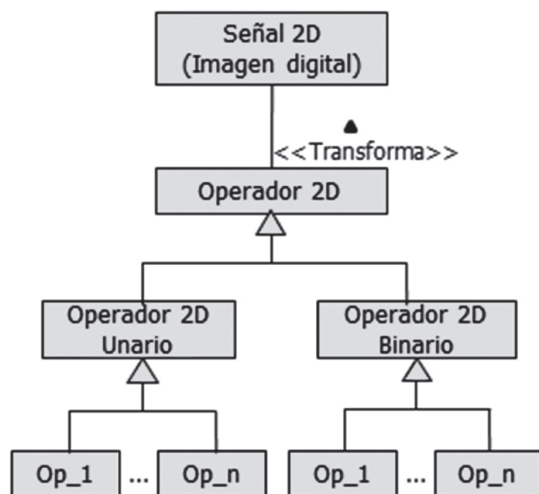 Señal 2D
(Imagen digital)
<<Transforma>>
Operador 2D
Operador 2D
Unario
Operador 2D
Binario
Op_1 ... Op_n
Op_1 ... Op_n